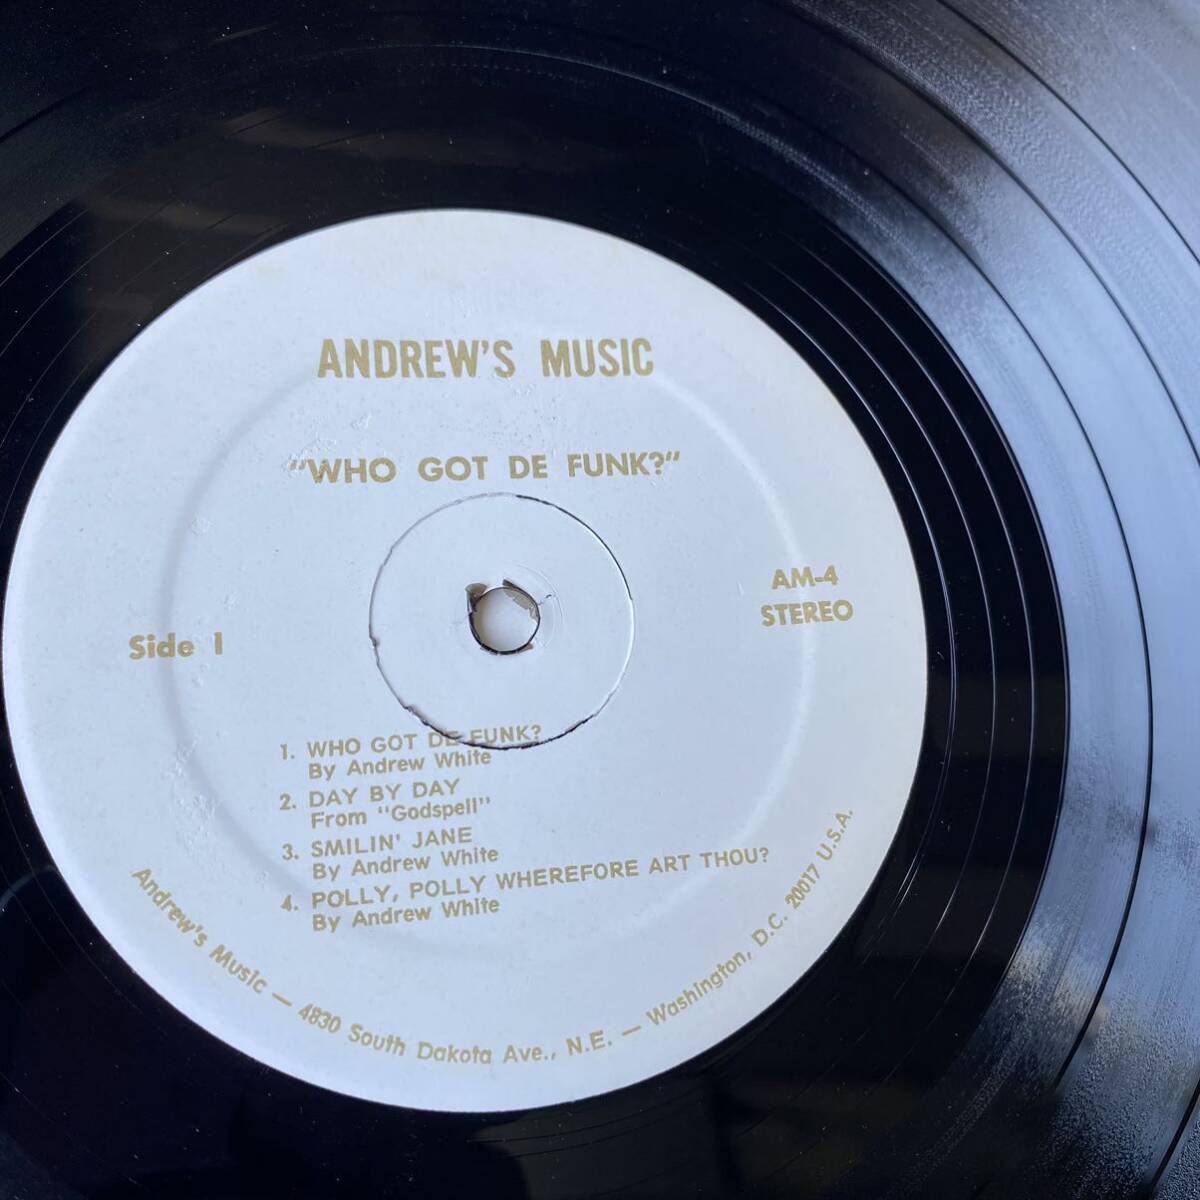 ANDREW'S MUSIC
"WHO GOT DE FUNK?"
AM-4
STEREO
Side 1
1. WHO GOT DE FUNK?
By Andrew White
2. DAY BY DAY
From "Godspell"
3. SMILIN' JANE
By Andrew White
4. POLLY, POLLY WHEREFORE ART THOU?
By Andrew White
Andrew's Music — 4830 South Dakota Ave., N.E. — Washington, D.C. 20017 U.S.A.